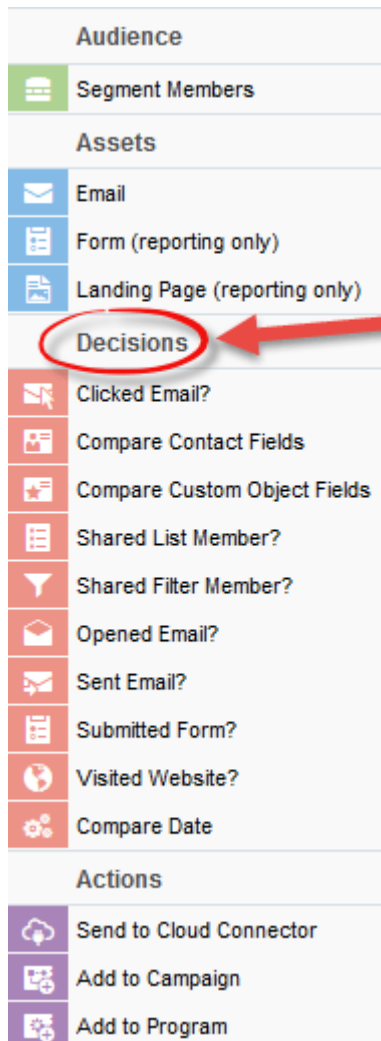 Audience
Segment Members
Assets
Email
Form (reporting only)
Landing Page (reporting only)
Decisions
Clicked Email?
Compare Contact Fields
Compare Custom Object Fields
Shared List Member?
Shared Filter Member?
Opened Email?
Sent Email?
Submitted Form?
Visited Website?
Compare Date
Actions
Send to Cloud Connector
Add to Campaign
Add to Program